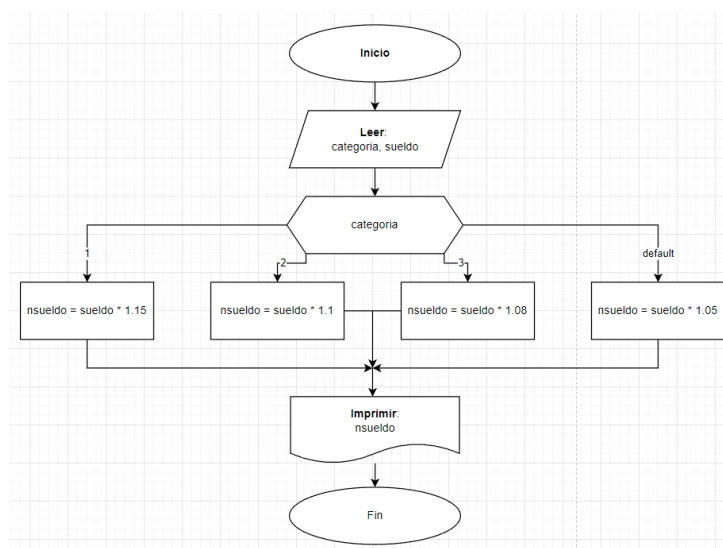 Inicio
Leer:
categoria, sueldo
categoria
1
2
3
default
nsueldo = sueldo * 1.15
nsueldo = sueldo * 1.1
nsueldo = sueldo * 1.08
nsueldo = sueldo * 1.05
Imprimir:
nsueldo
Fin